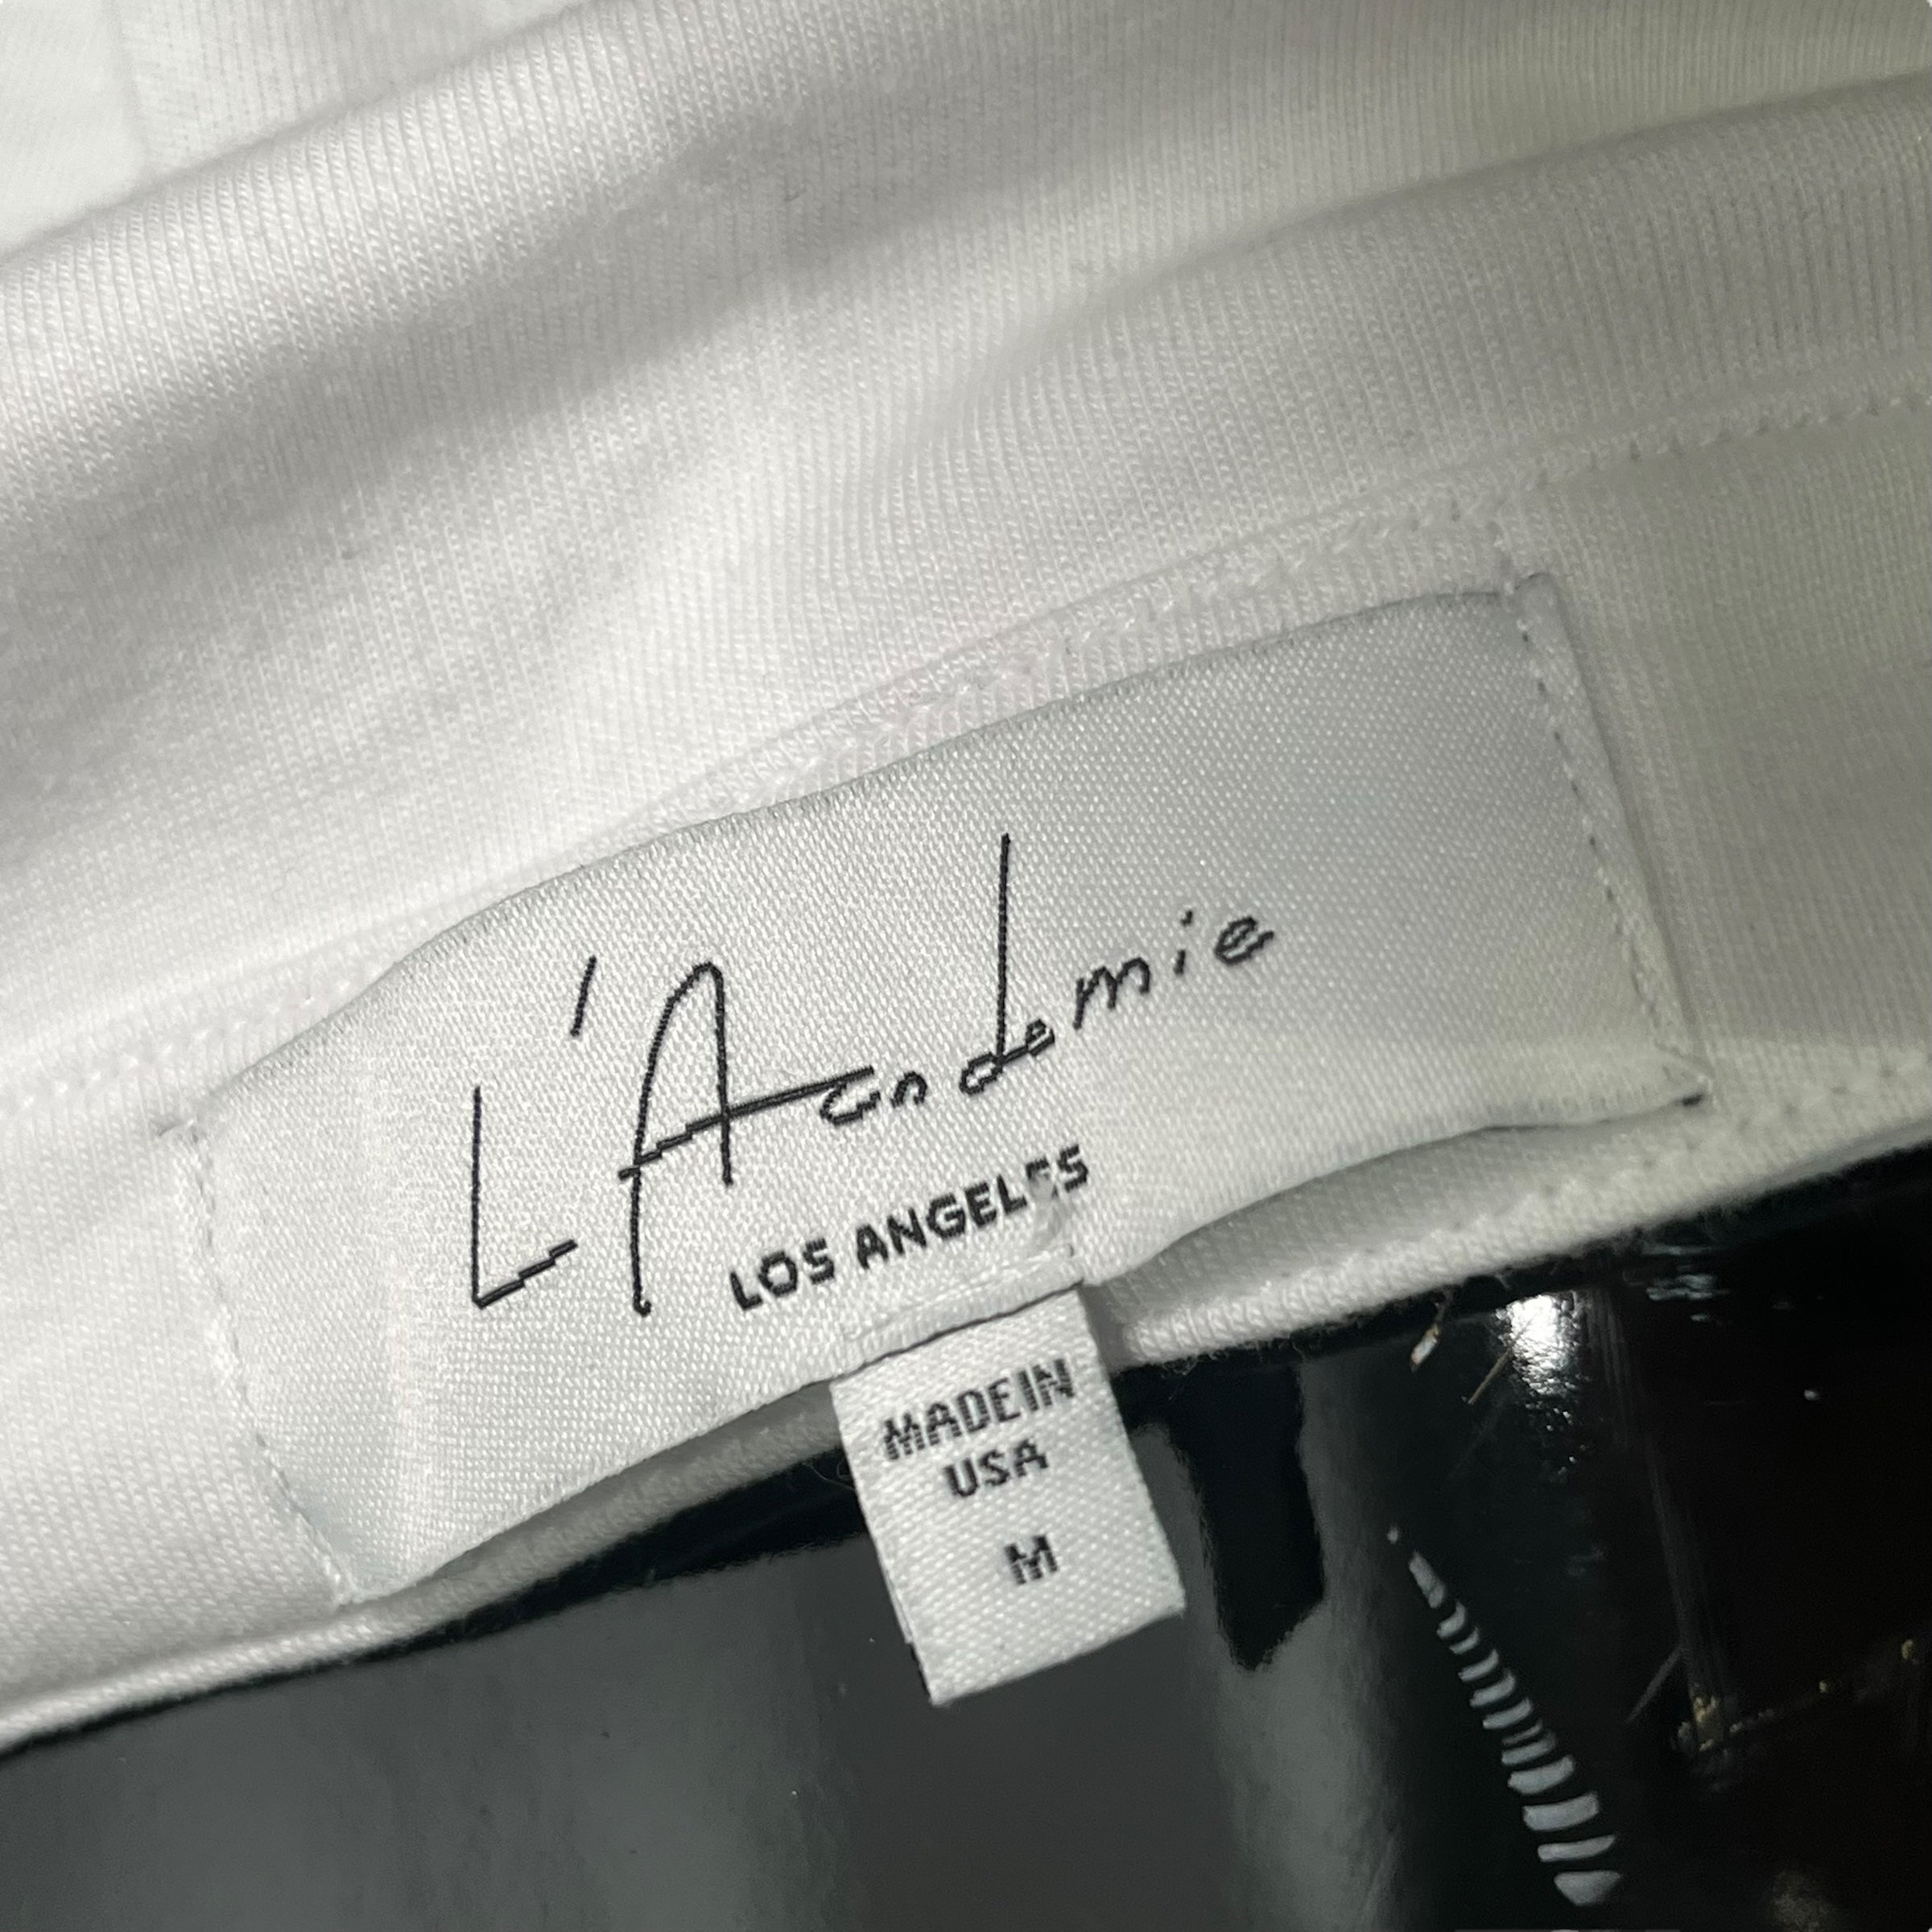 L'Academie
LOS ANGELES
MADE IN
USA
M